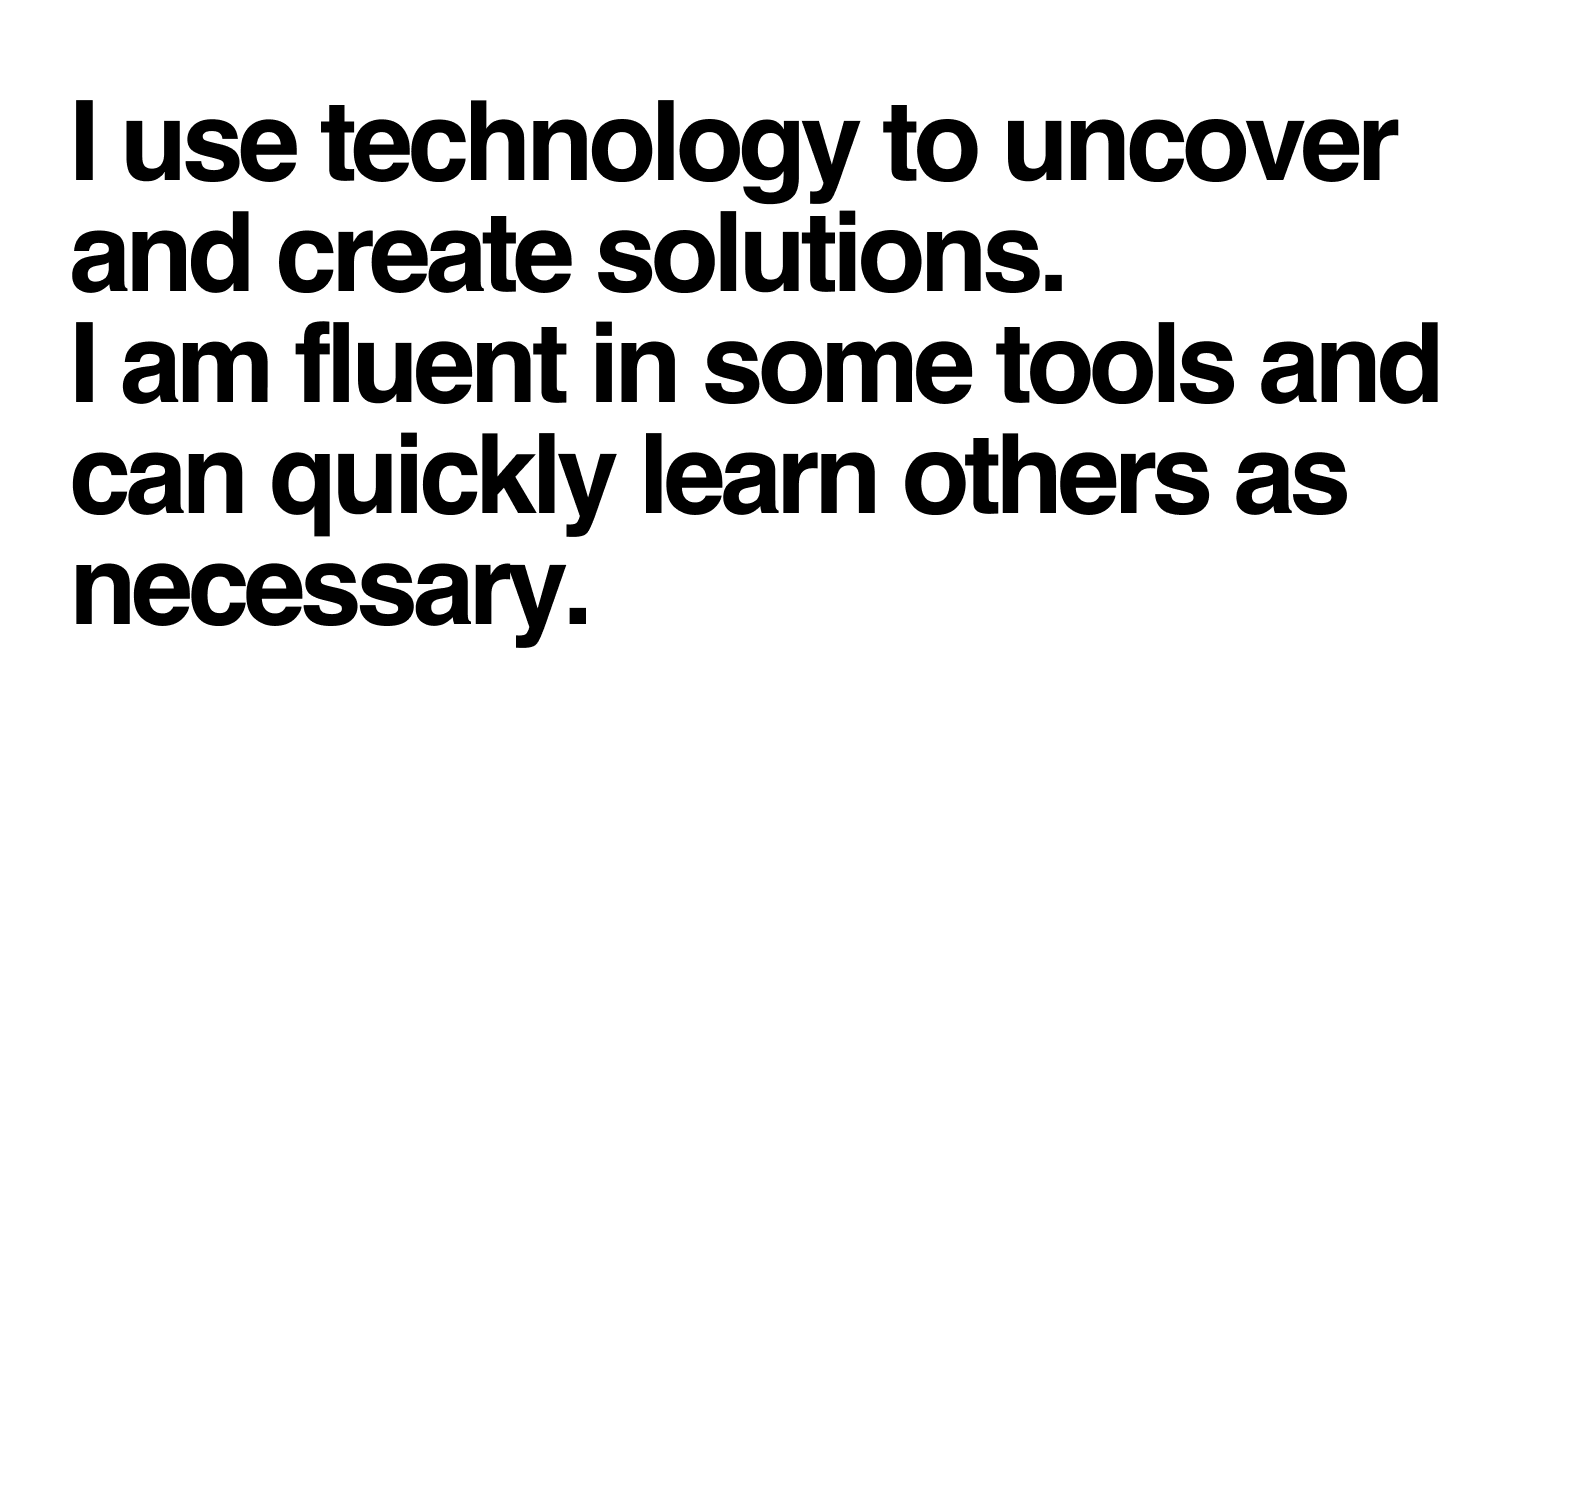 I use technology to uncover
and create solutions.
I am fluent in some tools and
can quickly learn others as
necessary.